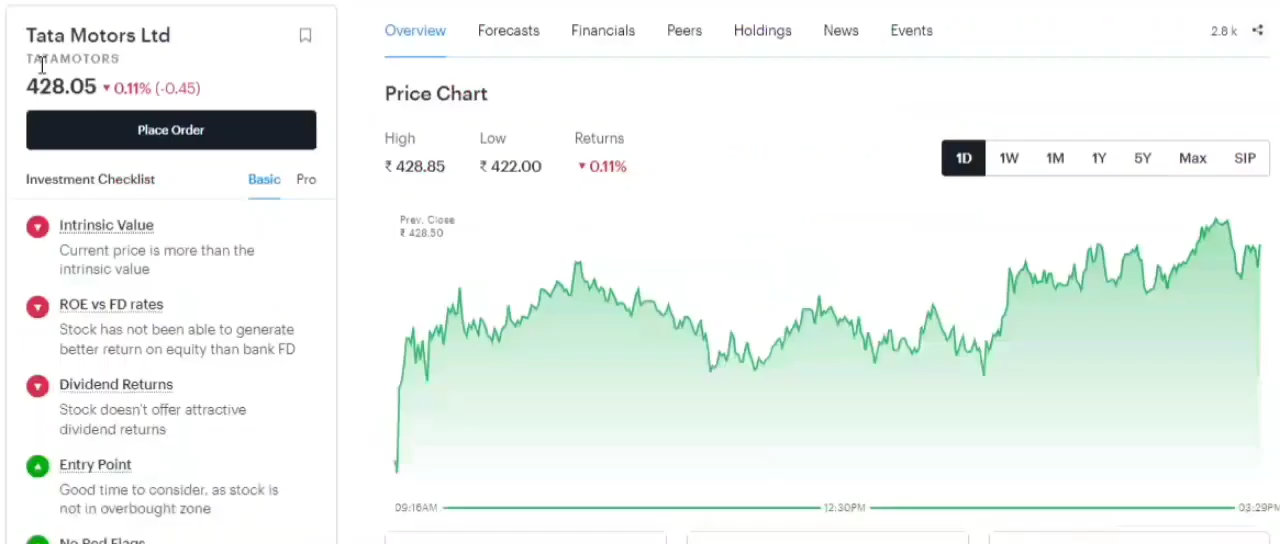 Tata Motors Ltd
TATAMOTORS
428.05 ▼ 0.11% (-0.45)
Place Order
Investment Checklist Basic Pro
Intrinsic Value
Current price is more than the
intrinsic value
ROE vs FD rates
Stock has not been able to generate
better return on equity than bank FD
Dividend Returns
Stock doesn't offer attractive
dividend returns
Entry Point
Good time to consider, as stock is
not in overbought zone
No Red Flags
Overview Forecasts Financials Peers Holdings News Events 2.8 k
Price Chart
High Low Returns
₹ 428.85 ₹ 422.00 ▼ 0.11%
1D 1W 1M 1Y 5Y Max SIP
Prev. Close
₹ 428.50
09:16AM 12:30PM 03:29PM